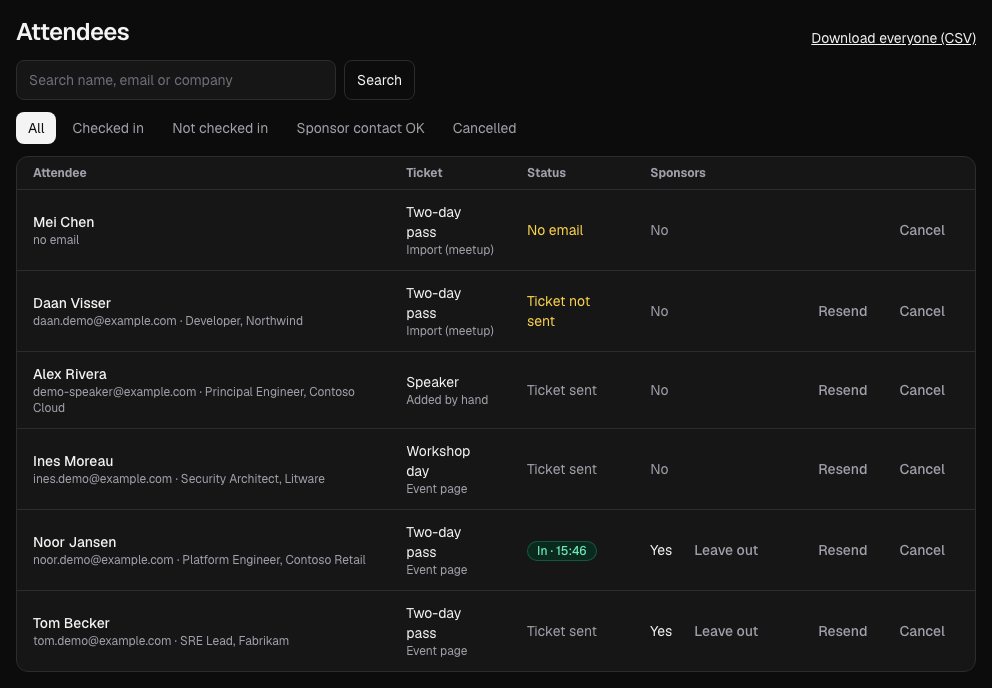 Attendees
Download everyone (CSV)
Search name, email or company
Search
All
Checked in
Not checked in
Sponsor contact OK
Cancelled
Attendee Ticket Status Sponsors
Mei Chen
no email
Two-day
pass
Import (meetup)
No email
No
Cancel
Daan Visser
daan.demo@example.com · Developer, Northwind
Two-day
pass
Import (meetup)
Ticket not
sent
No
Resend
Cancel
Alex Rivera
demo-speaker@example.com · Principal Engineer, Contoso
Cloud
Speaker
Added by hand
Ticket sent
No
Resend
Cancel
Ines Moreau
ines.demo@example.com · Security Architect, Litware
Workshop
day
Event page
Ticket sent
No
Resend
Cancel
Noor Jansen
noor.demo@example.com · Platform Engineer, Contoso Retail
Two-day
pass
Event page
In · 15:46
Yes
Leave out
Resend
Cancel
Tom Becker
tom.demo@example.com · SRE Lead, Fabrikam
Two-day
pass
Event page
Ticket sent
Yes
Leave out
Resend
Cancel